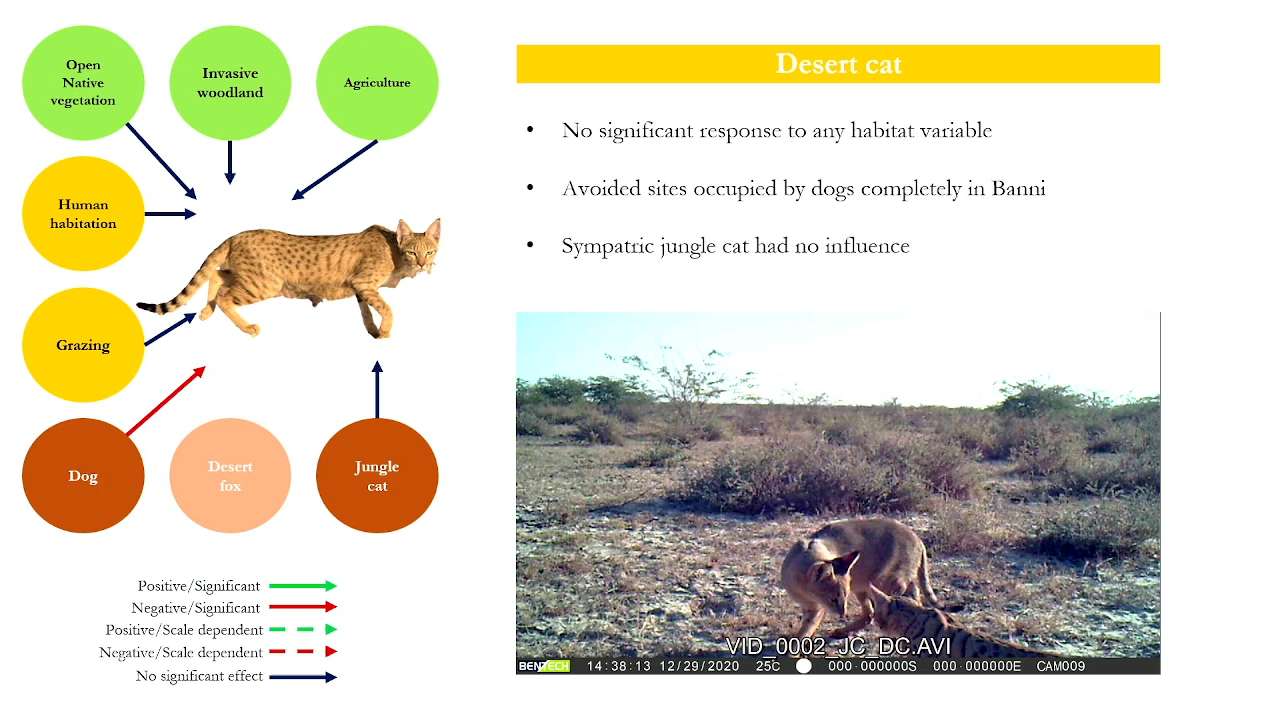 Open
Native
vegetation
Invasive
woodland
Agriculture
Human
habitation
Grazing
Dog
Desert
fox
Jungle
cat
Positive/Significant
Negative/Significant
Positive/Scale dependent
Negative/Scale dependent
No significant effect
Desert cat
• No significant response to any habitat variable
• Avoided sites occupied by dogs completely in Banni
• Sympatric jungle cat had no influence
VID_0002_JC_DC.AVI
BENTECH 14:38:13 12/29/2020 25c 000·000000S 000·000000E CAM009